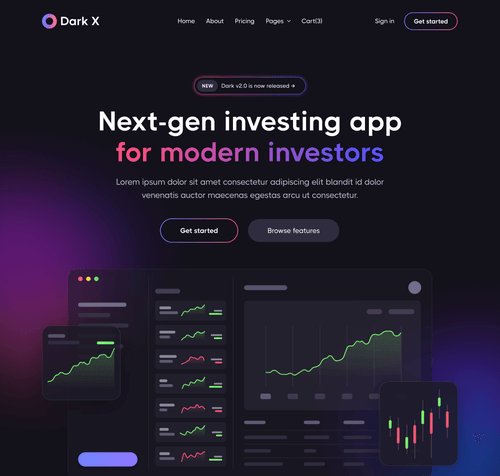 Dark X
Home About Pricing Pages Cart(3)
Sign in Get started
NEW Dark v2.0 is now released →
Next-gen investing app
for modern investors
Lorem ipsum dolor sit amet consectetur adipiscing elit blandit id dolor
venenatis auctor maecenas egestas arcu ut consectetur.
Get started Browse features